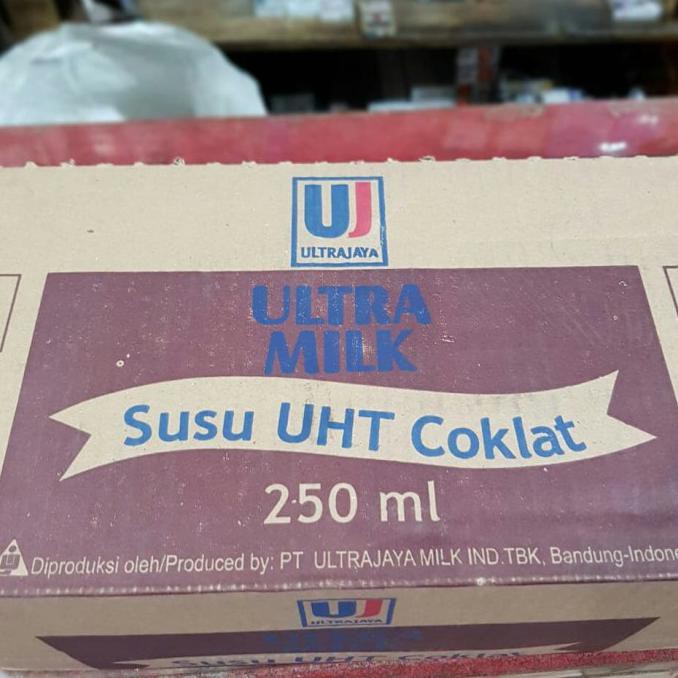 UJ
ULTRAJAYA
ULTRA
MILK
Susu UHT Coklat
250 ml
Diproduksi oleh/Produced by: PT ULTRAJAYA MILK IND.TBK, Bandung-Indone
UJ
ULTRAJAYA
Susu UHT Coklat